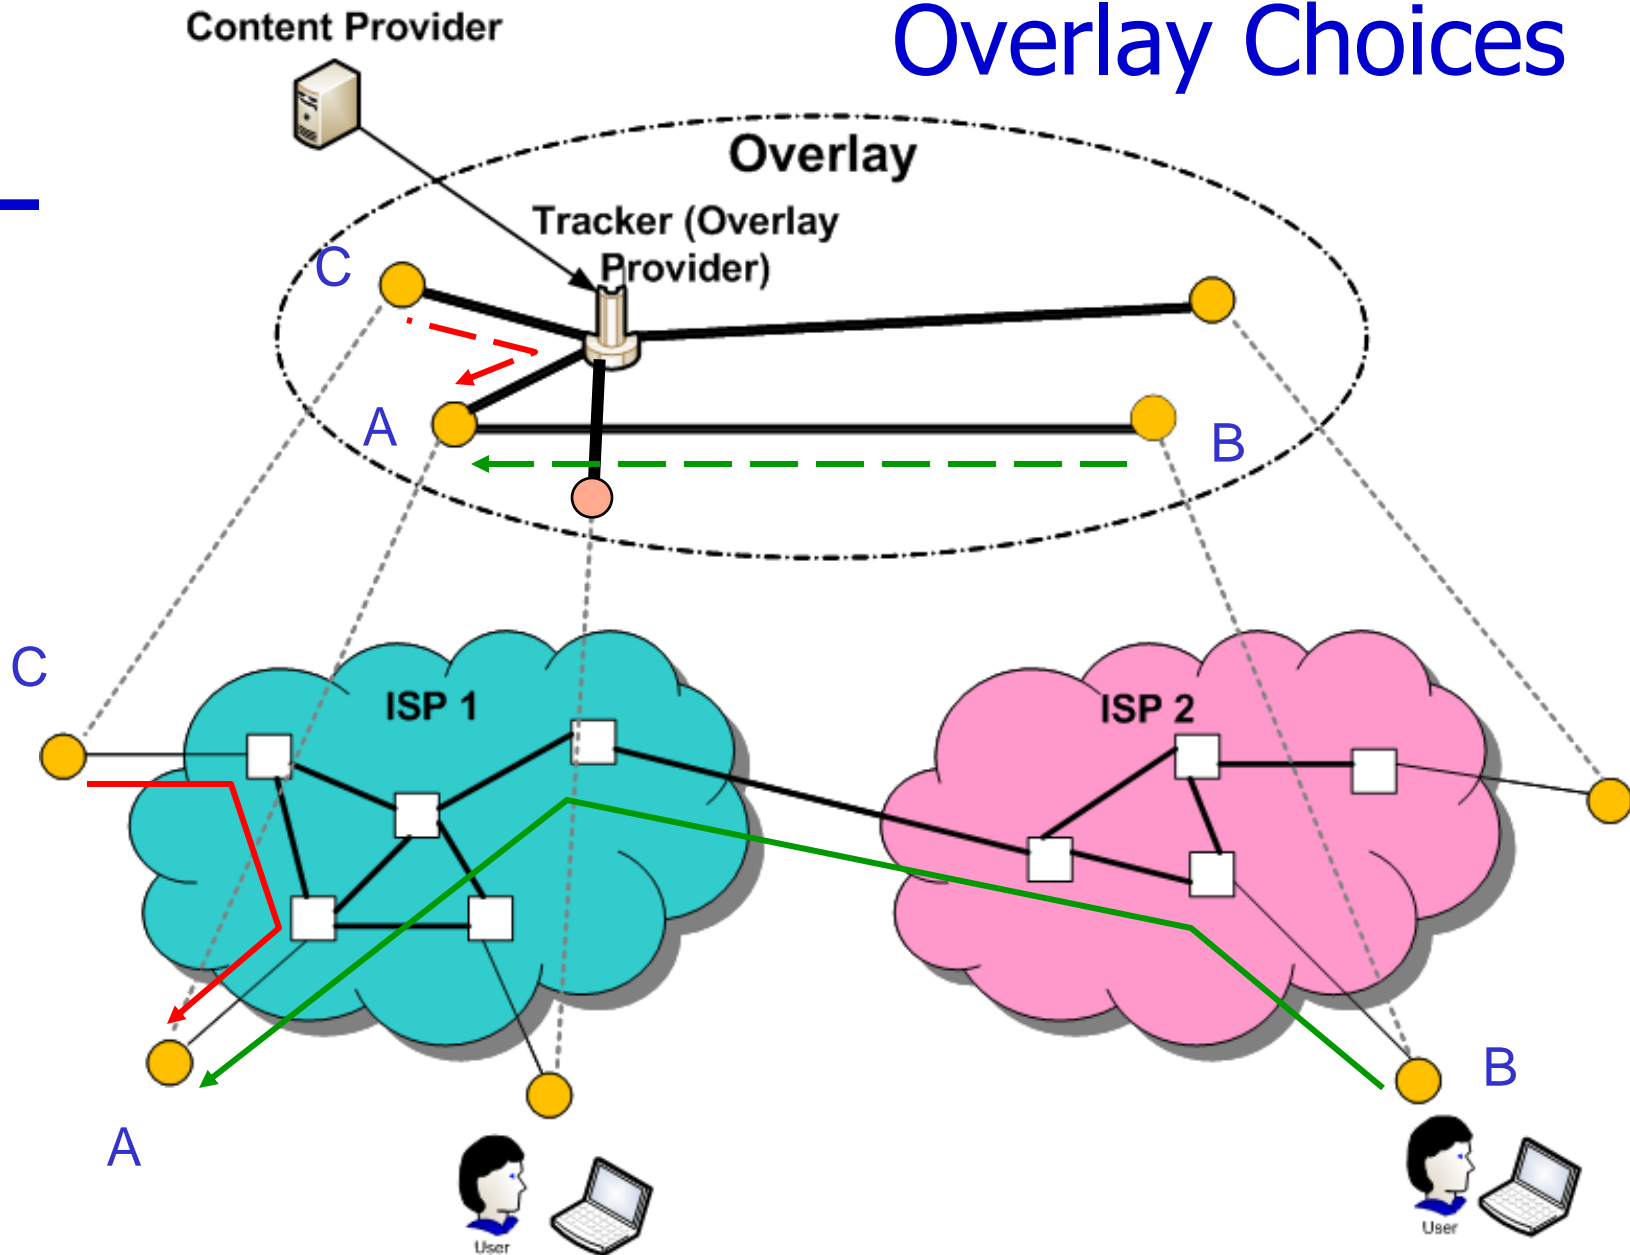 Content Provider
Overlay Choices
Overlay
Tracker (Overlay
Provider)
C
A
B
C
ISP 1
ISP 2
B
A
User
User